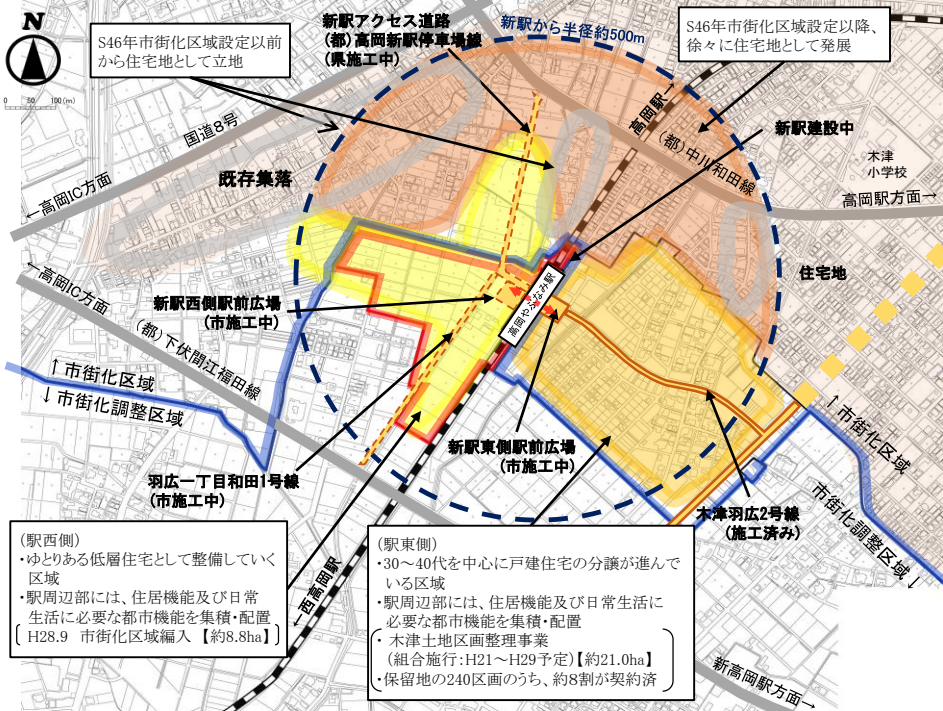 N
0 50 100(m)
S46年市街化区域設定以前
から住宅地として立地
新駅アクセス道路
(都)高岡新駅停車場線
(県施工中)
新駅から半径約500m
S46年市街化区域設定以降、
徐々に住宅地として発展
高岡駅→
新駅建設中
(都)中川和田線
木津
小学校
国道8号
←高岡IC方面
既存集落
高岡駅方面→
住宅地
←高岡IC方面
新駅西側駅前広場
(市施工中)
高岡やぶなみ駅
(都)下伏間江福田線
↑市街化区域
↓市街化調整区域
新駅東側駅前広場
(市施工中)
羽広一丁目和田1号線
(市施工中)
木津羽広2号線
(施工済み)
↑市街化区域
市街化調整区域↓
←西高岡駅
(駅西側)
・ゆとりある低層住宅として整備していく
区域
・駅周辺部には、住居機能及び日常
生活に必要な都市機能を集積・配置
H28.9 市街化区域編入 【約8.8ha】
(駅東側)
・30～40代を中心に戸建住宅の分譲が進んで
いる区域
・駅周辺部には、住居機能及び日常生活に
必要な都市機能を集積・配置
・ 木津土地区画整理事業
(組合施行:H21～H29予定)【約21.0ha】
・保留地の240区画のうち、約8割が契約済
新高岡駅方面→